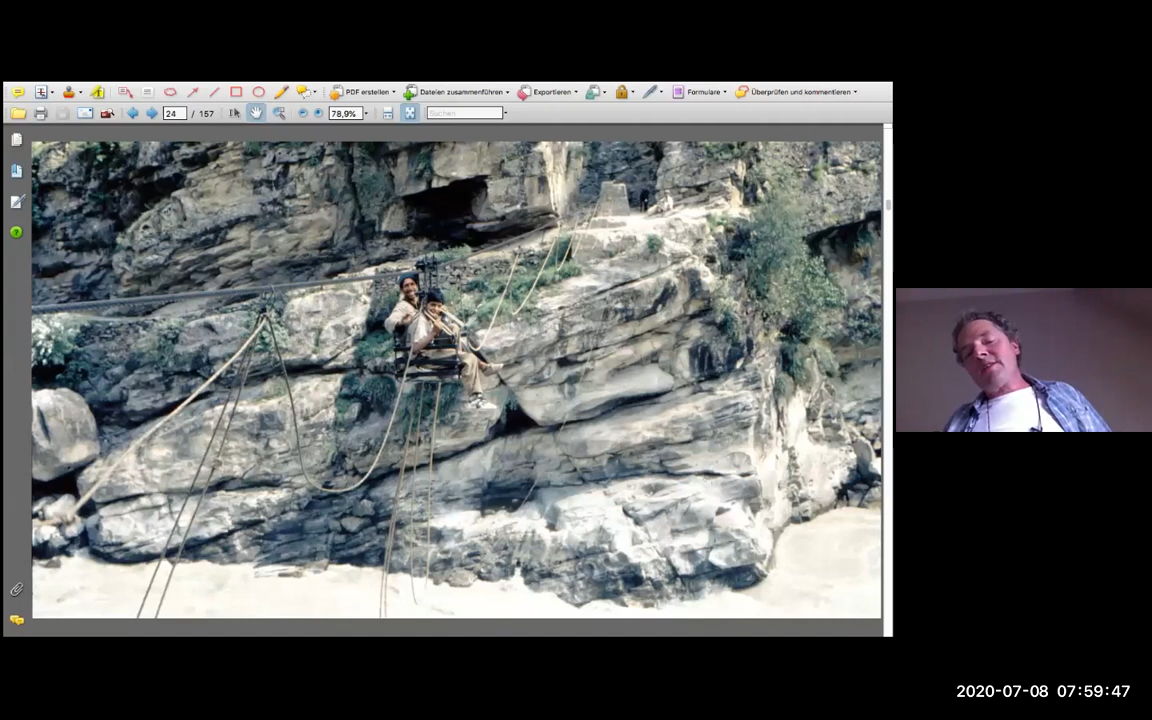 PDF erstellen Dateien zusammenführen Exportieren Formulare Überprüfen und kommentieren
24 / 157 78,9% Suchen
2020-07-08 07:59:47